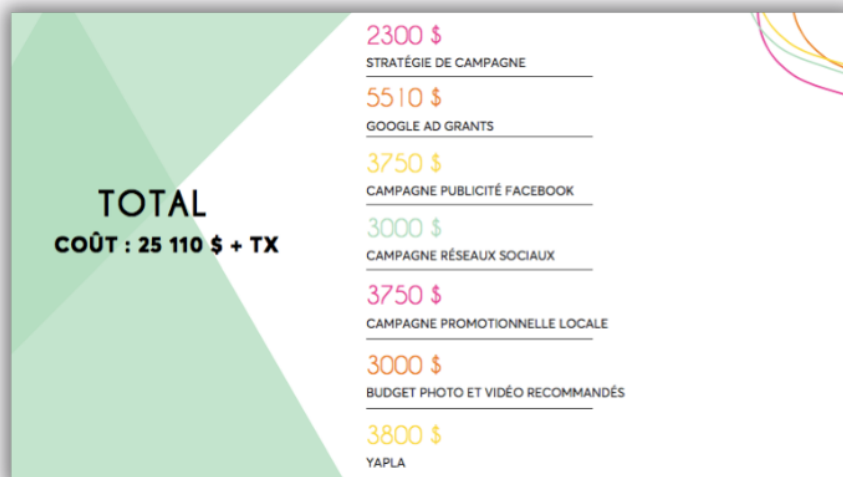 TOTAL
COÛT : 25 110 $ + TX
2300 $
STRATÉGIE DE CAMPAGNE
5510 $
GOOGLE AD GRANTS
3750 $
CAMPAGNE PUBLICITÉ FACEBOOK
3000 $
CAMPAGNE RÉSEAUX SOCIAUX
3750 $
CAMPAGNE PROMOTIONNELLE LOCALE
3000 $
BUDGET PHOTO ET VIDÉO RECOMMANDÉS
3800 $
YAPLA